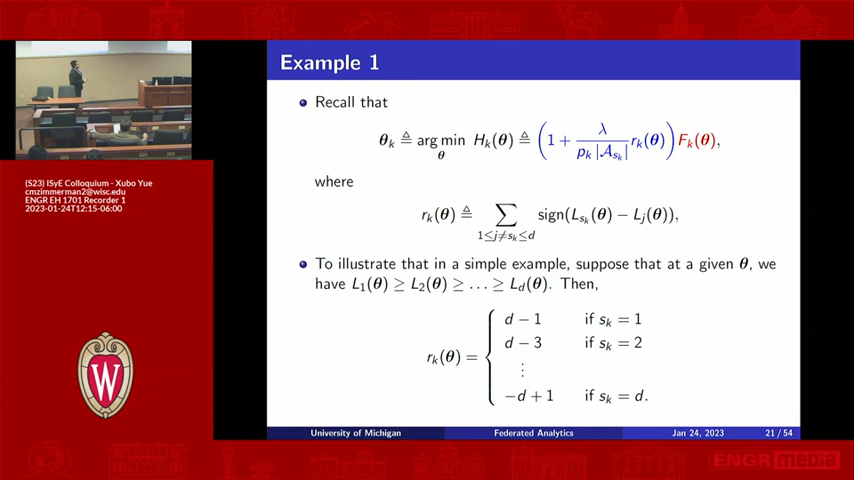 Example 1
Recall that
θ_k ≜ arg min_θ H_k(θ) ≜ (1 + λ / (p_k |𝒜_{s_k}|) r_k(θ)) F_k(θ),
where
r_k(θ) ≜ ∑_{1≤j≠s_k≤d} sign(L_{s_k}(θ) − L_j(θ)),
To illustrate that in a simple example, suppose that at a given θ, we
have L_1(θ) ≥ L_2(θ) ≥ … ≥ L_d(θ). Then,
r_k(θ) = {
d − 1 if s_k = 1
d − 3 if s_k = 2
⋮
−d + 1 if s_k = d.
University of Michigan Federated Analytics Jan 24, 2023 21 / 54
(S23) ISyE Colloquium - Xubo Yue
cmzimmerman2@wisc.edu
ENGR EH 1701 Recorder 1
2023-01-24T12:15-06:00
W
ENGRmedia